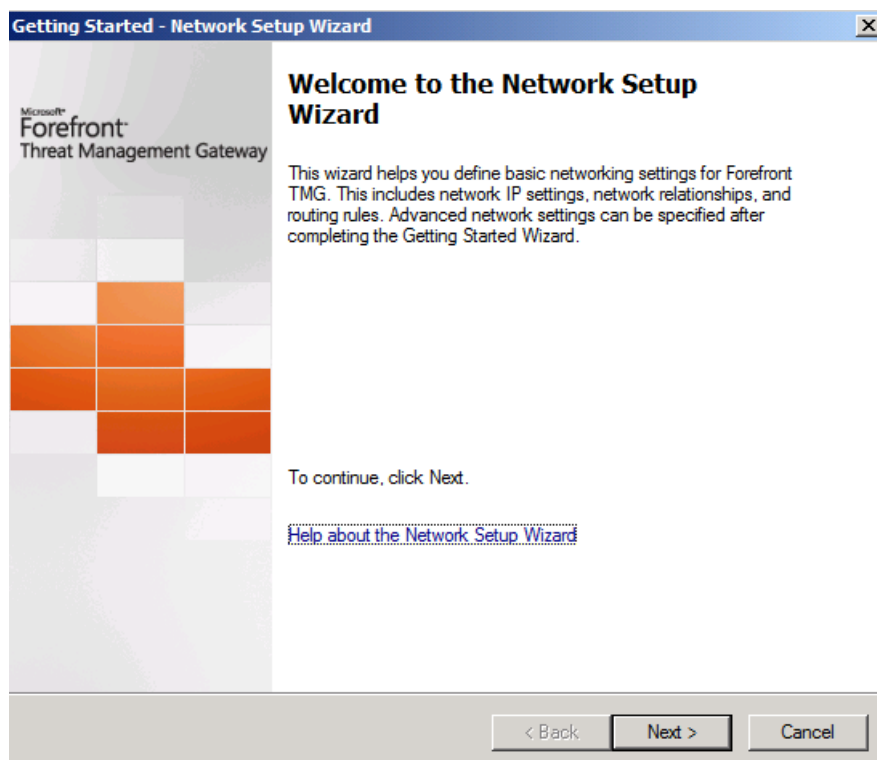 Getting Started - Network Setup Wizard
Microsoft®
Forefront™
Threat Management Gateway
Welcome to the Network Setup
Wizard
This wizard helps you define basic networking settings for Forefront
TMG. This includes network IP settings, network relationships, and
routing rules. Advanced network settings can be specified after
completing the Getting Started Wizard.
To continue, click Next.
Help about the Network Setup Wizard
< Back
Next >
Cancel